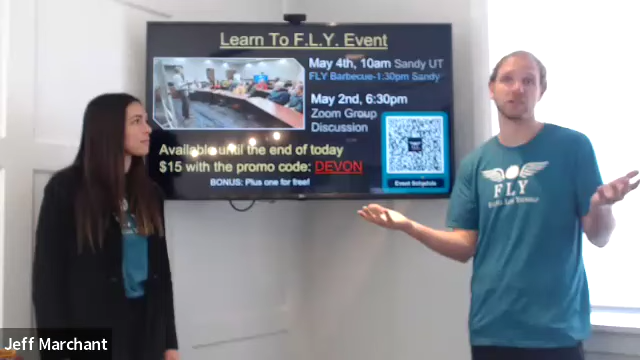 Learn To F.L.Y. Event
May 4th, 10am Sandy UT
FLY Barbecue-1:30pm Sandy
May 2nd, 6:30pm
Zoom Group
Discussion
Available until the end of today
$15 with the promo code: DEVON
BONUS: Plus one for free!
Event Schedule
FLY
Jeff Marchant